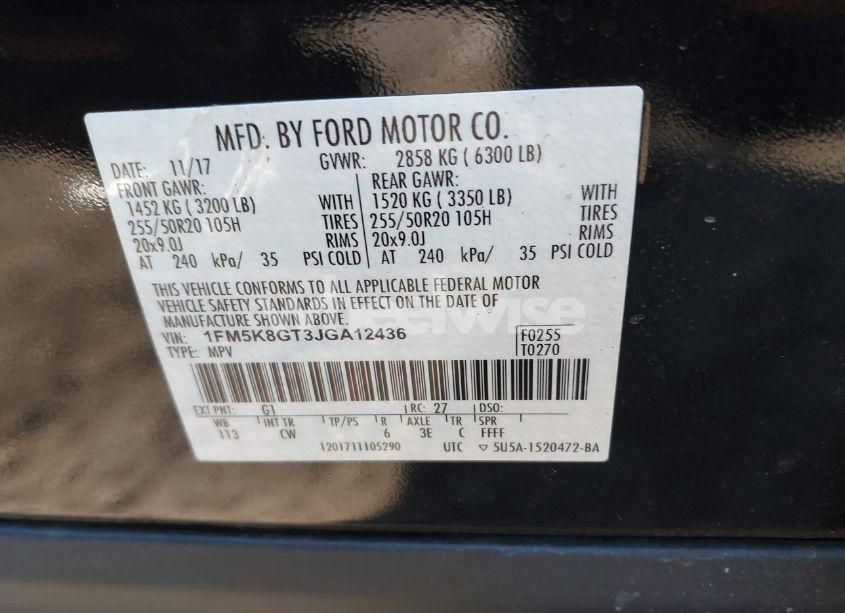 MFD. BY FORD MOTOR CO.
DATE: 11/17 GVWR: 2858 KG ( 6300 LB)
FRONT GAWR: REAR GAWR:
1452 KG ( 3200 LB) WITH 1520 KG ( 3350 LB) WITH
255/50R20 105H TIRES 255/50R20 105H TIRES
20x9.0J RIMS 20x9.0J RIMS
AT 240 kPa/ 35 PSI COLD AT 240 kPa/ 35 PSI COLD
THIS VEHICLE CONFORMS TO ALL APPLICABLE FEDERAL MOTOR
VEHICLE SAFETY STANDARDS IN EFFECT ON THE DATE OF
MANUFACTURE SHOWN ABOVE.
VIN: 1FM5K8GT3JGA12436 F0255
TYPE: MPV T0270
EXT PNT: G1 RC: 27 DSO:
WB INT TR TP/PS R AXLE TR SPR
113 CW 6 3E C FFFF
1201711105290 UTC ▽ 5U5A-1520472-BA